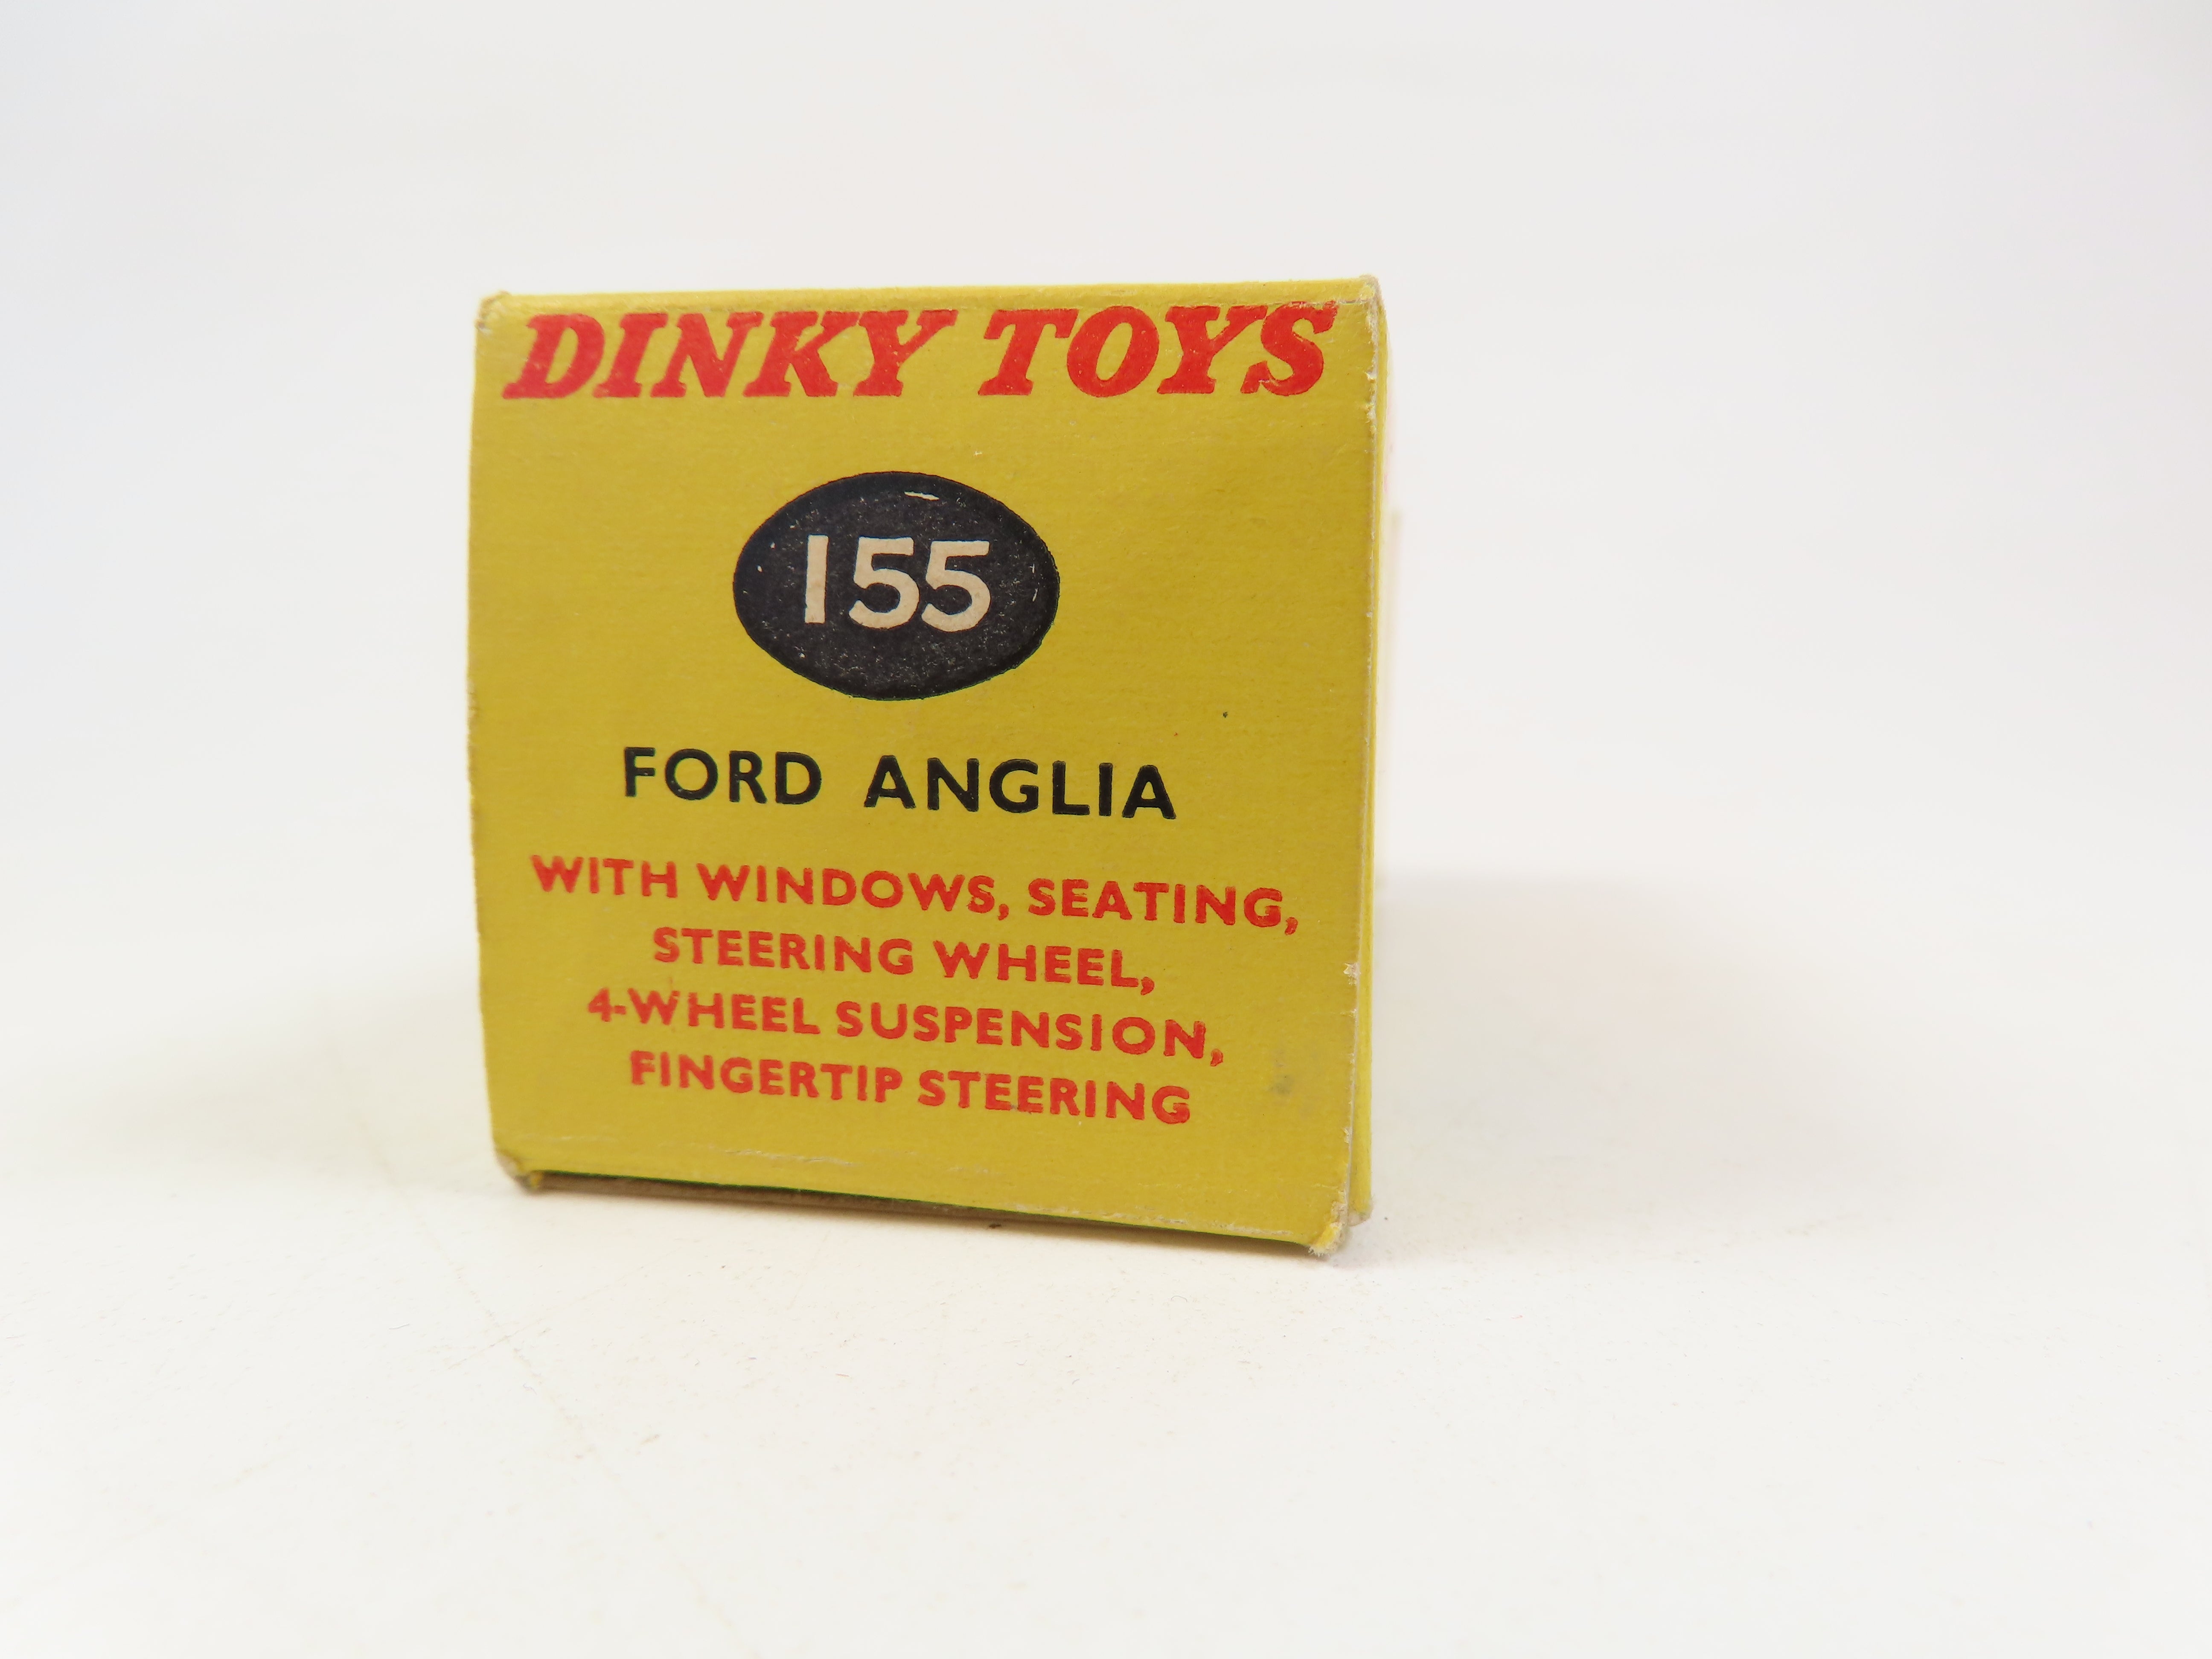 DINKY TOYS
155
FORD ANGLIA
WITH WINDOWS, SEATING,
STEERING WHEEL,
4-WHEEL SUSPENSION,
FINGERTIP STEERING